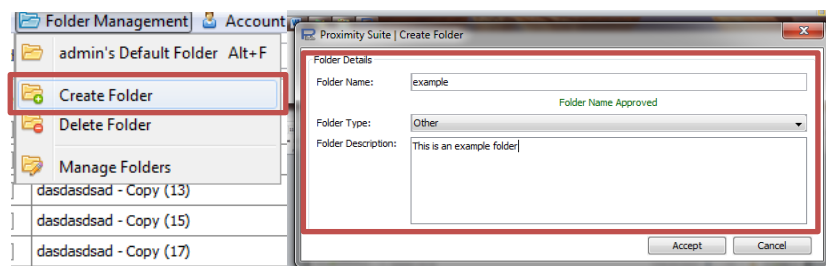 Folder Management Account
admin's Default Folder Alt+F
Create Folder
Delete Folder
Manage Folders
dasdasdsad - Copy (13)
dasdasdsad - Copy (15)
dasdasdsad - Copy (17)
Proximity Suite | Create Folder
Folder Details
Folder Name: example
Folder Name Approved
Folder Type: Other
Folder Description: This is an example folder
Accept Cancel